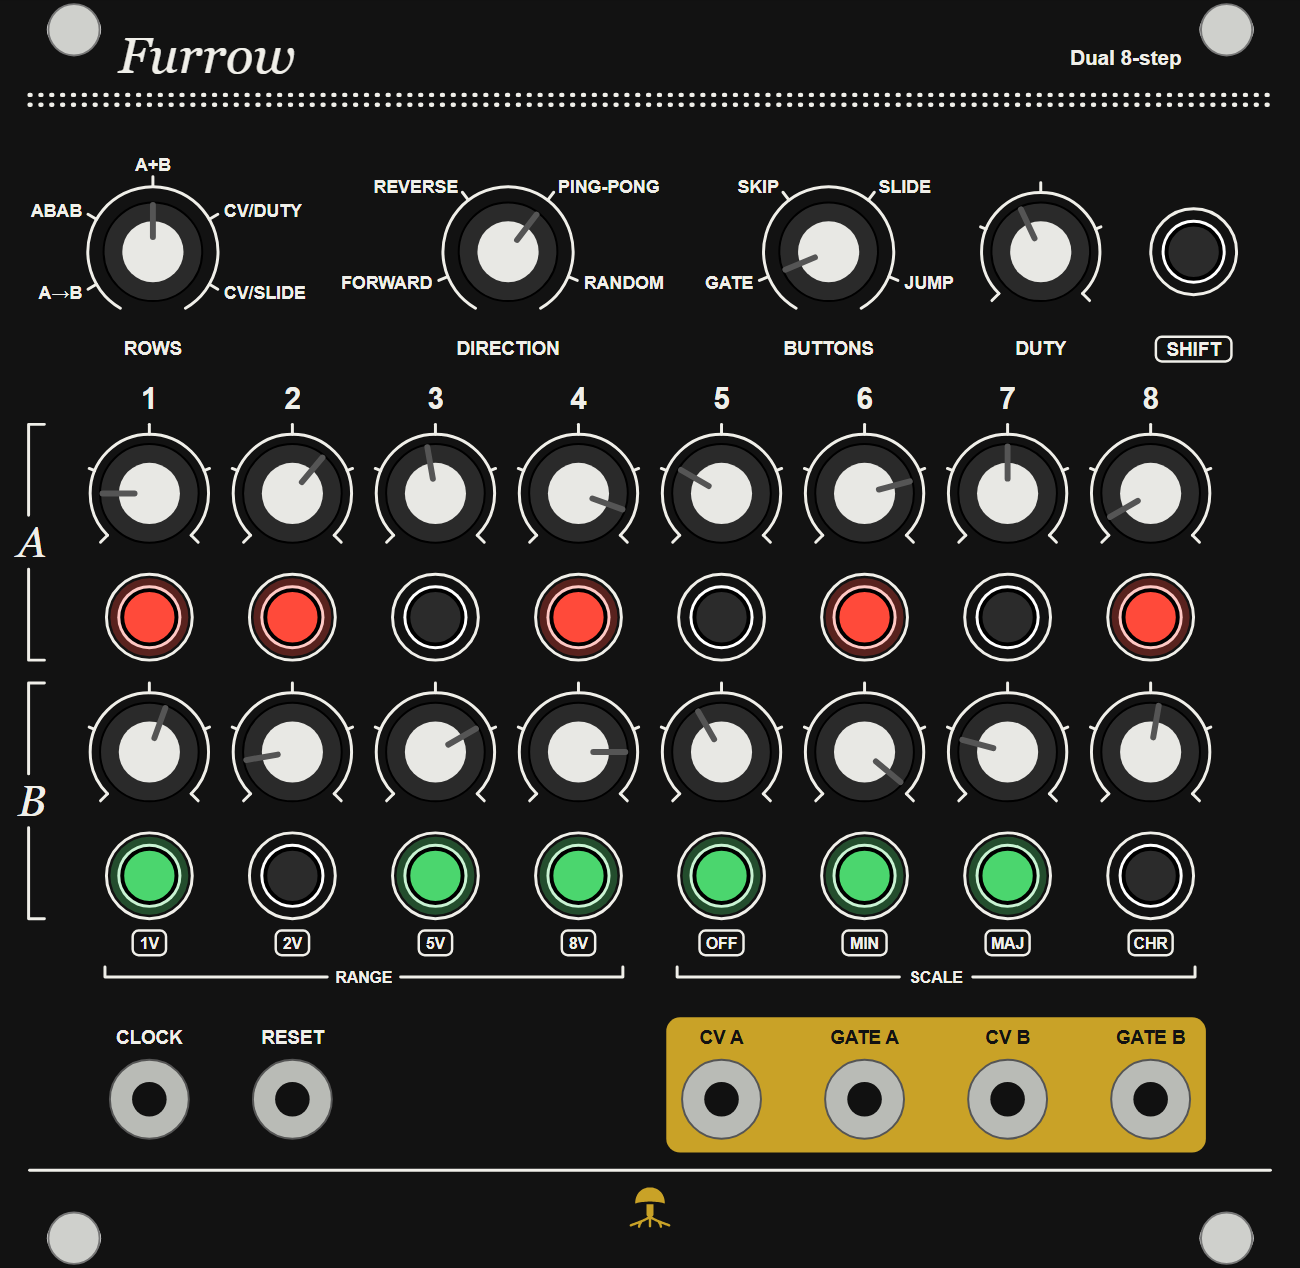 Furrow
Dual 8-step
A+B
REVERSE PING-PONG SKIP SLIDE
ABAB CV/DUTY
FORWARD RANDOM GATE JUMP
A→B CV/SLIDE
ROWS DIRECTION BUTTONS DUTY SHIFT
1 2 3 4 5 6 7 8
A
B
1V 2V 5V 8V OFF MIN MAJ CHR
RANGE SCALE
CLOCK RESET CV A GATE A CV B GATE B